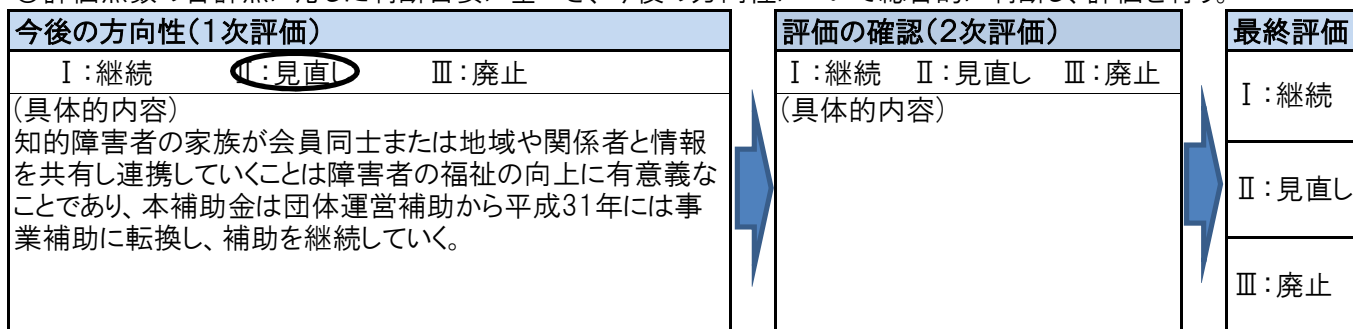 今後の方向性(1次評価)
Ⅰ:継続 Ⅱ:見直し Ⅲ:廃止
(具体的内容)
知的障害者の家族が会員同士または地域や関係者と情報
を共有し連携していくことは障害者の福祉の向上に有意義な
ことであり、本補助金は団体運営補助から平成31年には事
業補助に転換し、補助を継続していく。
評価の確認(2次評価)
Ⅰ:継続 Ⅱ:見直し Ⅲ:廃止
(具体的内容)
最終評価
Ⅰ:継続
Ⅱ:見直し
Ⅲ:廃止